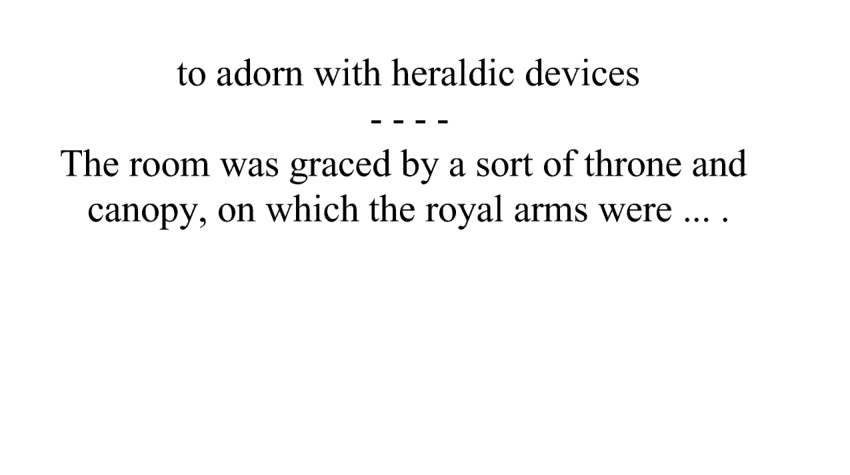 to adorn with heraldic devices
- - - -
The room was graced by a sort of throne and
canopy, on which the royal arms were ... .